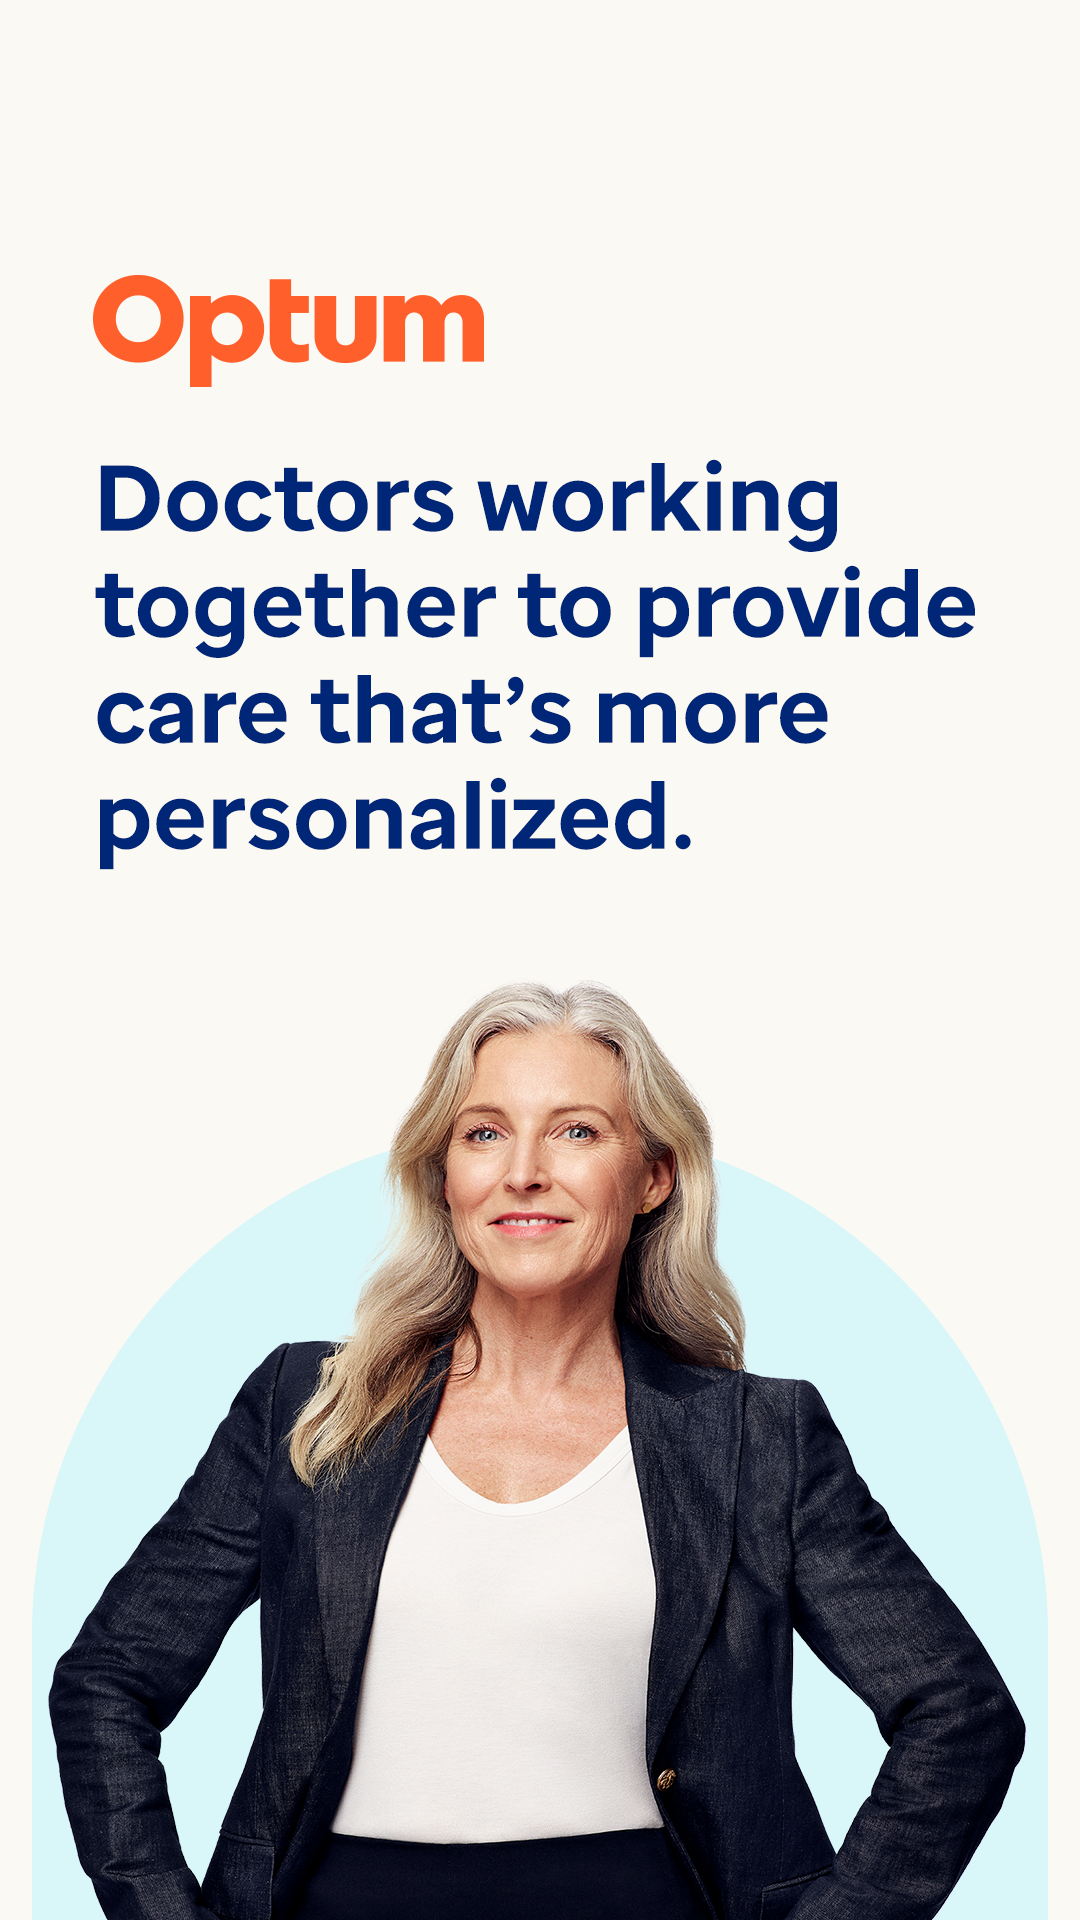 Optum
Doctors working
together to provide
care that’s more
personalized.